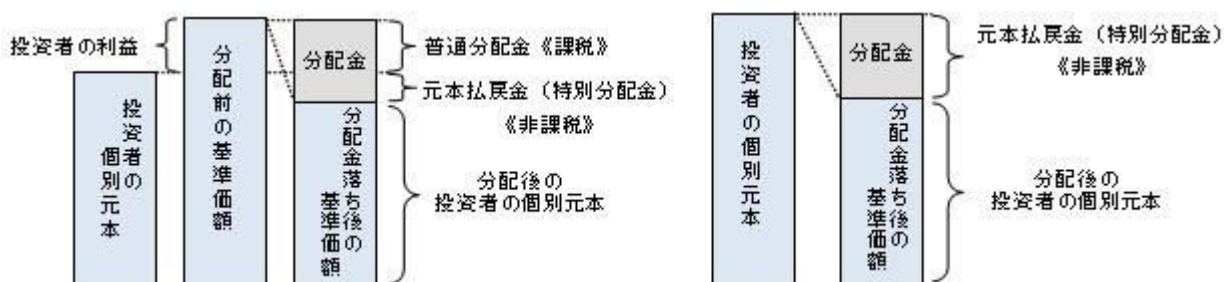 投資者の利益
投資者の
個別元本
分配前の基準価額
分配金
分配金落ち後の
基準価額
普通分配金《課税》
元本払戻金（特別分配金）
《非課税》
分配後の
投資者の個別元本
投資者の個別元本
分配金
分配金落ち後の
基準価額
元本払戻金（特別分配金）
《非課税》
分配後の
投資者の個別元本